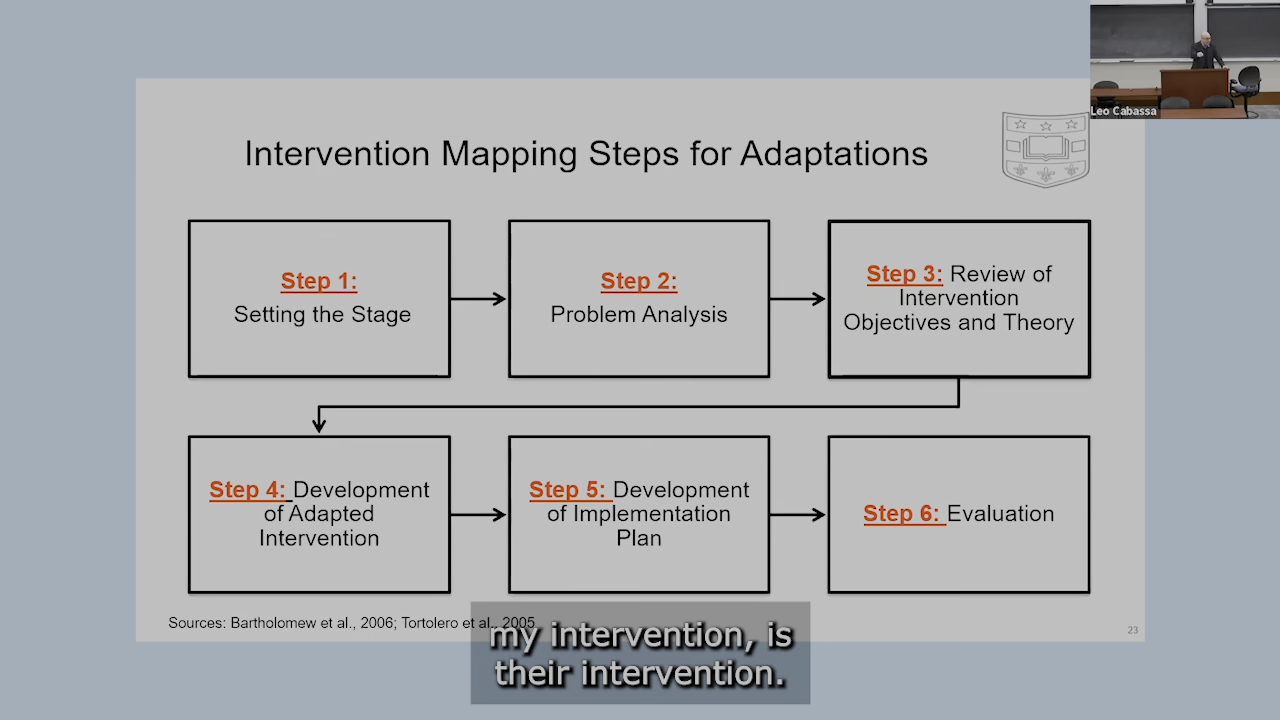 Leo Cabassa
Intervention Mapping Steps for Adaptations
Step 1:
Setting the Stage
Step 2:
Problem Analysis
Step 3: Review of
Intervention
Objectives and Theory
Step 4: Development
of Adapted
Intervention
Step 5: Development
of Implementation
Plan
Step 6: Evaluation
Sources: Bartholomew et al., 2006; Tortolero et al., 2005
23
my intervention, is
their intervention.